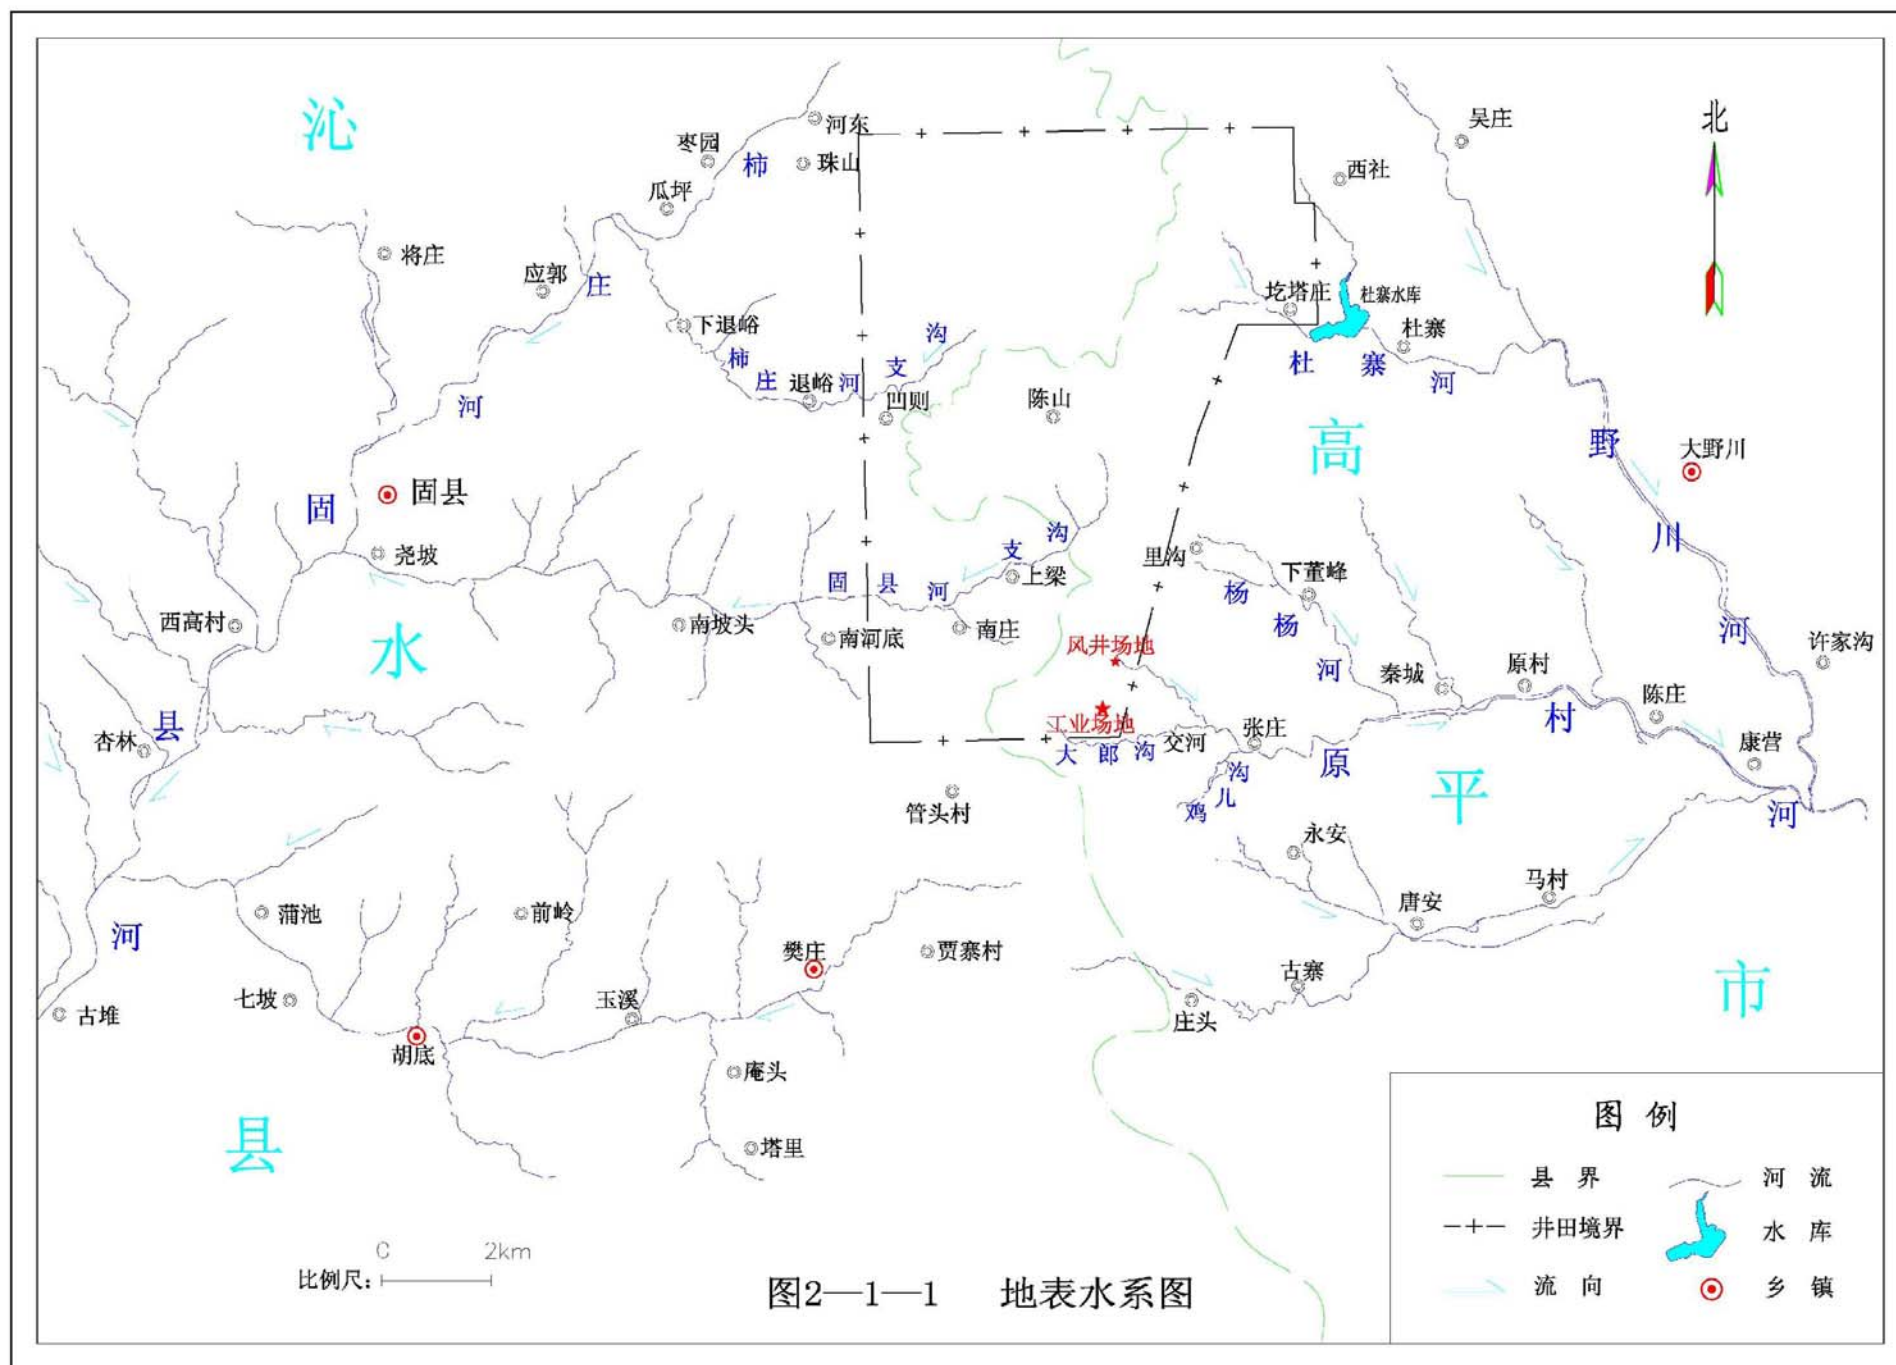 沁水县
高平市
北
吴庄
河东
枣园
柿庄河
珠山
西社
瓜坪
将庄
应郭
圪塔庄
杜寨水库
下退峪
杜寨
柿庄河支沟
杜寨河
退峪
凹则
陈山
野川河
大野川
固县
固县河
尧坡
里沟
下董峰
固县河支沟
上梁
杨杨河
西高村
南坡头
南河底
南庄
风井场地
许家沟
秦城
原村
陈庄
工业场地
杏林
大郎沟
交河
张庄
原村河
康营
鸡儿沟
管头村
永安
马村
蒲池
前岭
唐安
樊庄
贾寨村
古寨
七坡
玉溪
古堆
庄头
胡底
庵头
塔里
图例
县界
河流
井田境界
水库
流向
乡镇
0 2km
比例尺:
图2—1—1 地表水系图